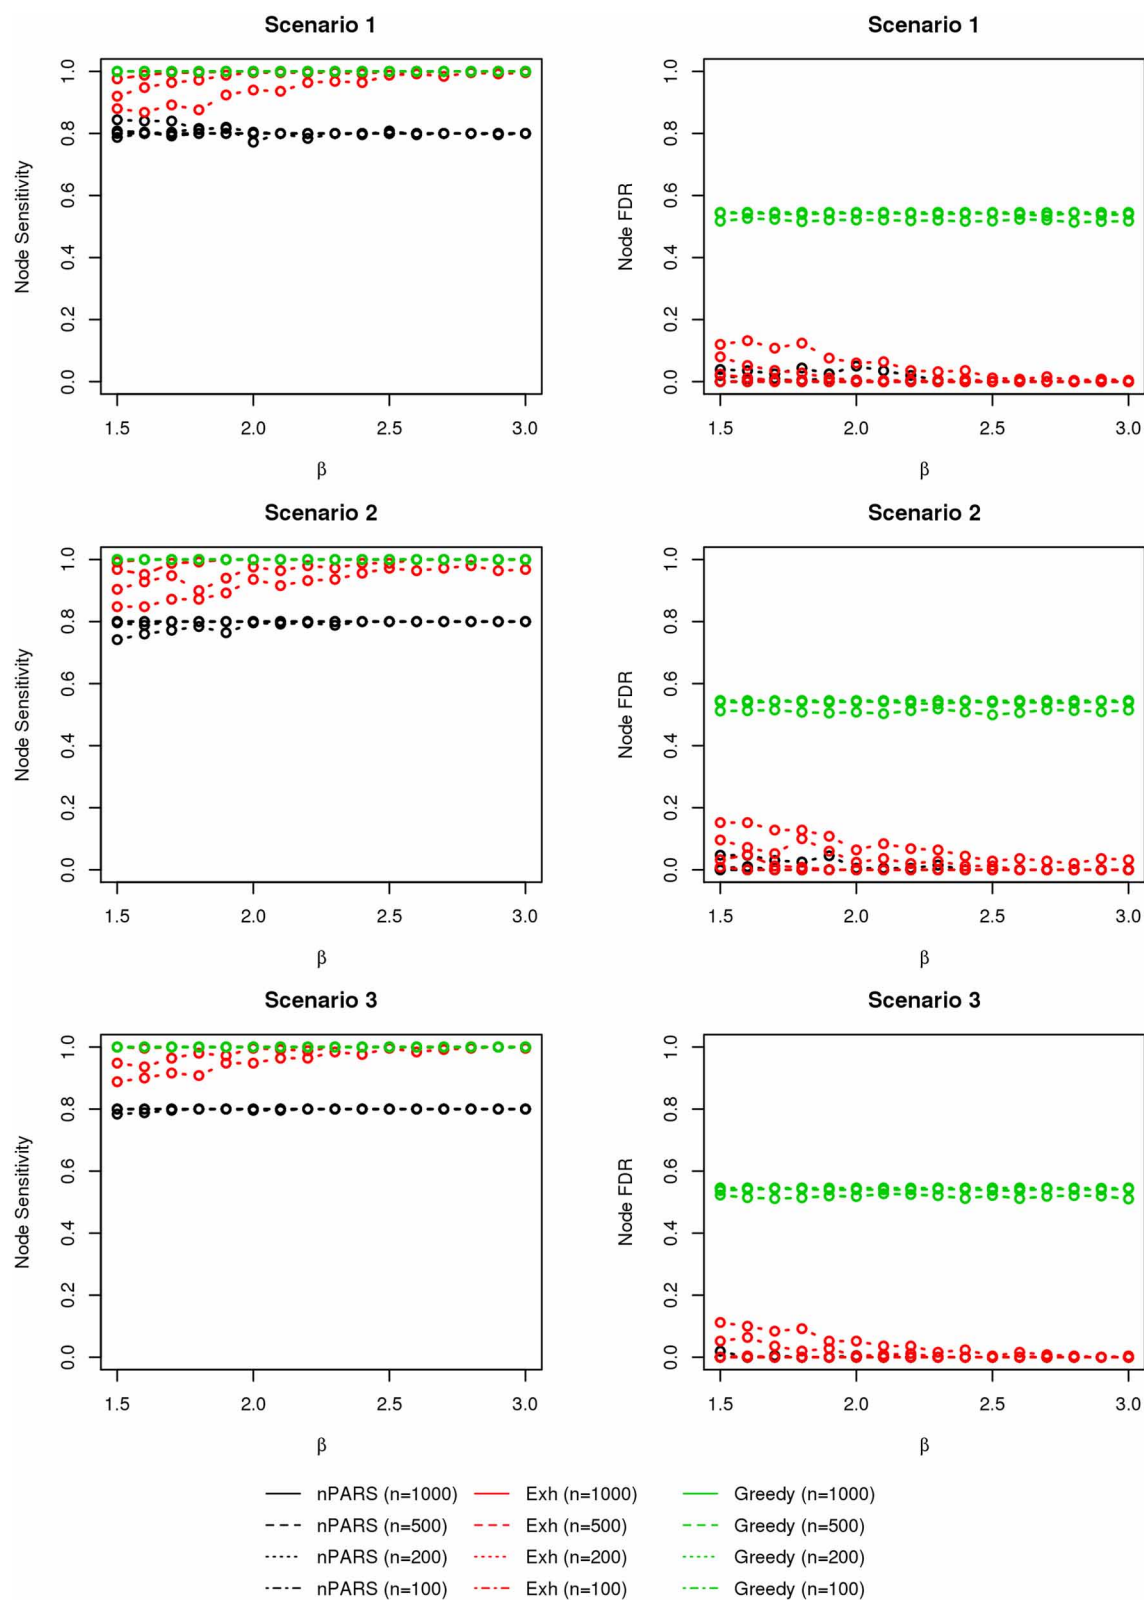 Scenario 1
Scenario 1
Node Sensitivity
0.0 0.2 0.4 0.6 0.8 1.0
1.5 2.0 2.5 3.0
β
Node FDR
0.0 0.2 0.4 0.6 0.8 1.0
1.5 2.0 2.5 3.0
β
Scenario 2
Scenario 2
Node Sensitivity
0.0 0.2 0.4 0.6 0.8 1.0
1.5 2.0 2.5 3.0
β
Node FDR
0.0 0.2 0.4 0.6 0.8 1.0
1.5 2.0 2.5 3.0
β
Scenario 3
Scenario 3
Node Sensitivity
0.0 0.2 0.4 0.6 0.8 1.0
1.5 2.0 2.5 3.0
β
Node FDR
0.0 0.2 0.4 0.6 0.8 1.0
1.5 2.0 2.5 3.0
β
nPARS (n=1000) Exh (n=1000) Greedy (n=1000)
nPARS (n=500) Exh (n=500) Greedy (n=500)
nPARS (n=200) Exh (n=200) Greedy (n=200)
nPARS (n=100) Exh (n=100) Greedy (n=100)